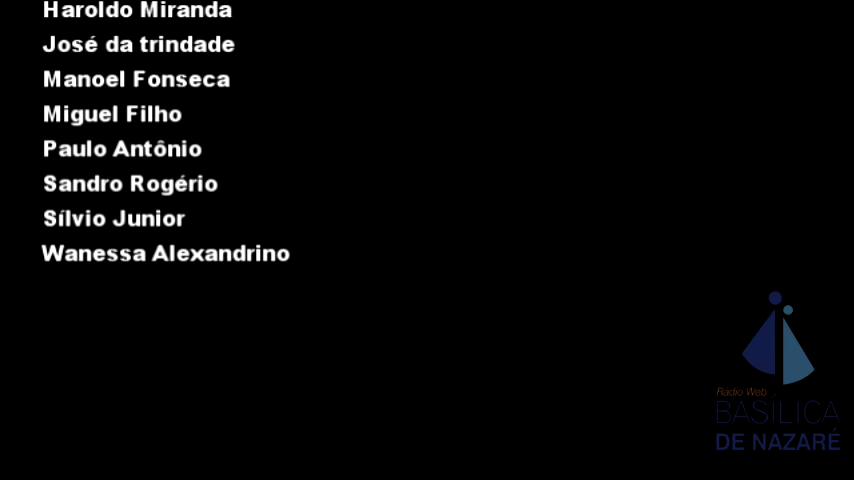 Haroldo Miranda
José da trindade
Manoel Fonseca
Miguel Filho
Paulo Antônio
Sandro Rogério
Sílvio Junior
Wanessa Alexandrino
Radio Web
BASÍLICA
DE NAZARÉ